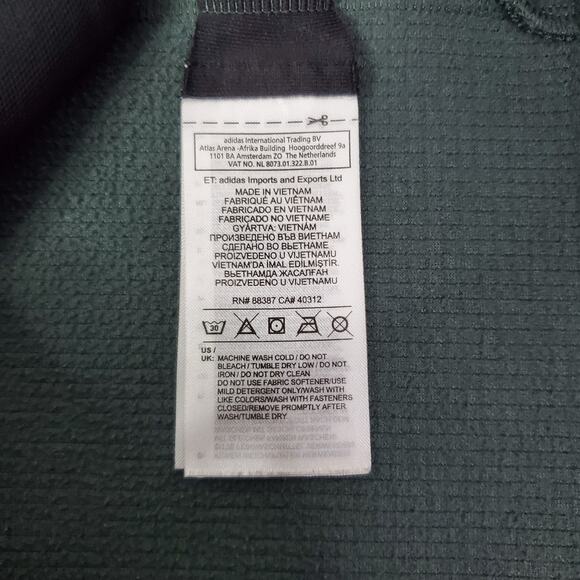 adidas International Trading BV
Atlas Arena -Afrika Building Hoogoorddreef 9a
1101 BA Amsterdam ZO The Netherlands
VAT NO. NL 8073.01.322.B.01
ET: adidas Imports and Exports Ltd
MADE IN VIETNAM
FABRIQUÉ AU VIÊTNAM
FABRICADO EN VIETNAM
FABRICADO NO VIETNAME
GYÁRTVA: VIETNÁM
ПРОИЗВЕДЕНО ВЪВ ВИЕТНАМ
СДЕЛАНО ВО ВЬЕТНАМЕ
PROIZVEDENO U VIJETNAMU
VİETNAM'DA İMAL EDİLMİŞTİR.
ВЬЕТНАМДА ЖАСАЛҒАН
PROIZVEDENO U VIJETNAMU
RN# 88387 CA# 40312
30
US /
UK: MACHINE WASH COLD / DO NOT
BLEACH / TUMBLE DRY LOW / DO NOT
IRON / DO NOT DRY CLEAN
DO NOT USE FABRIC SOFTENER/USE
MILD DETERGENT ONLY/WASH WITH
LIKE COLORS/WASH WITH FASTENERS
CLOSED/REMOVE PROMPTLY AFTER
WASH/TUMBLE DRY.